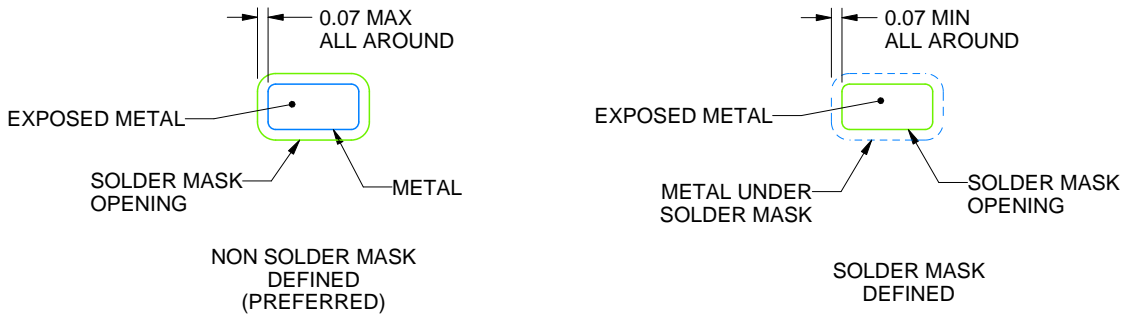 0.07 MAX
ALL AROUND
EXPOSED METAL
SOLDER MASK
OPENING
METAL
NON SOLDER MASK
DEFINED
(PREFERRED)
0.07 MIN
ALL AROUND
EXPOSED METAL
METAL UNDER
SOLDER MASK
SOLDER MASK
OPENING
SOLDER MASK
DEFINED